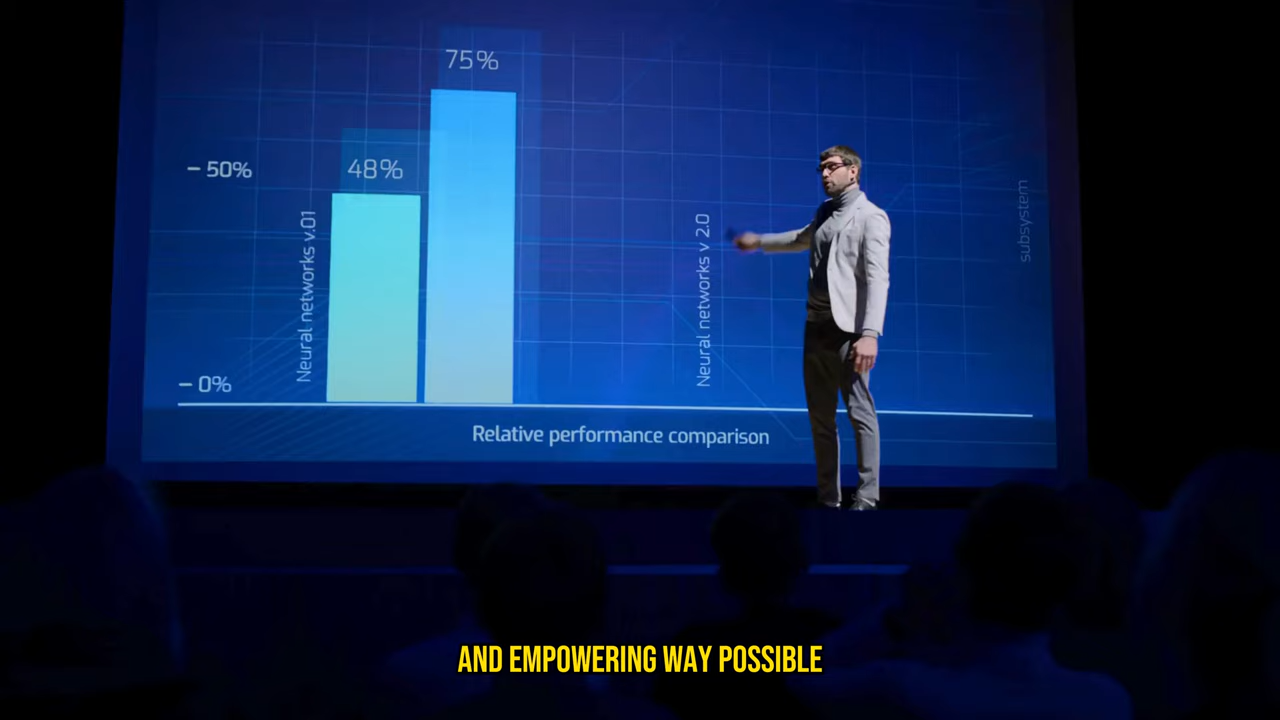 75%
– 50%
48%
Neural networks v.01
Neural networks v 2.0
subsystem
– 0%
Relative performance comparison
AND EMPOWERING WAY POSSIBLE